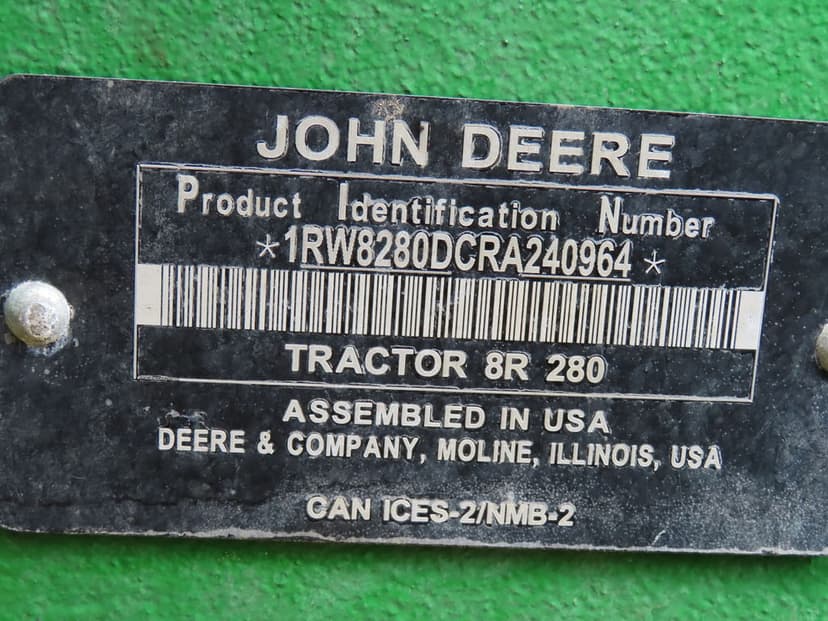 JOHN DEERE
Product Identification Number
*1RW8280DCRA240964*
TRACTOR 8R 280
ASSEMBLED IN USA
DEERE & COMPANY, MOLINE, ILLINOIS, USA
CAN ICES-2/NMB-2